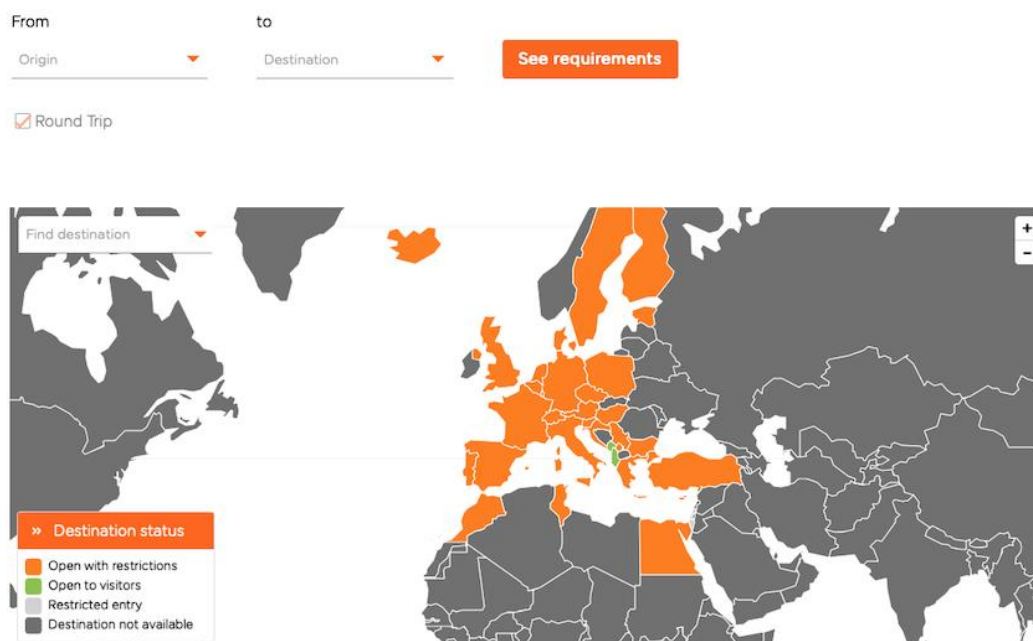 From to
Origin Destination See requirements
Round Trip
Find destination
+
−
» Destination status
Open with restrictions
Open to visitors
Restricted entry
Destination not available